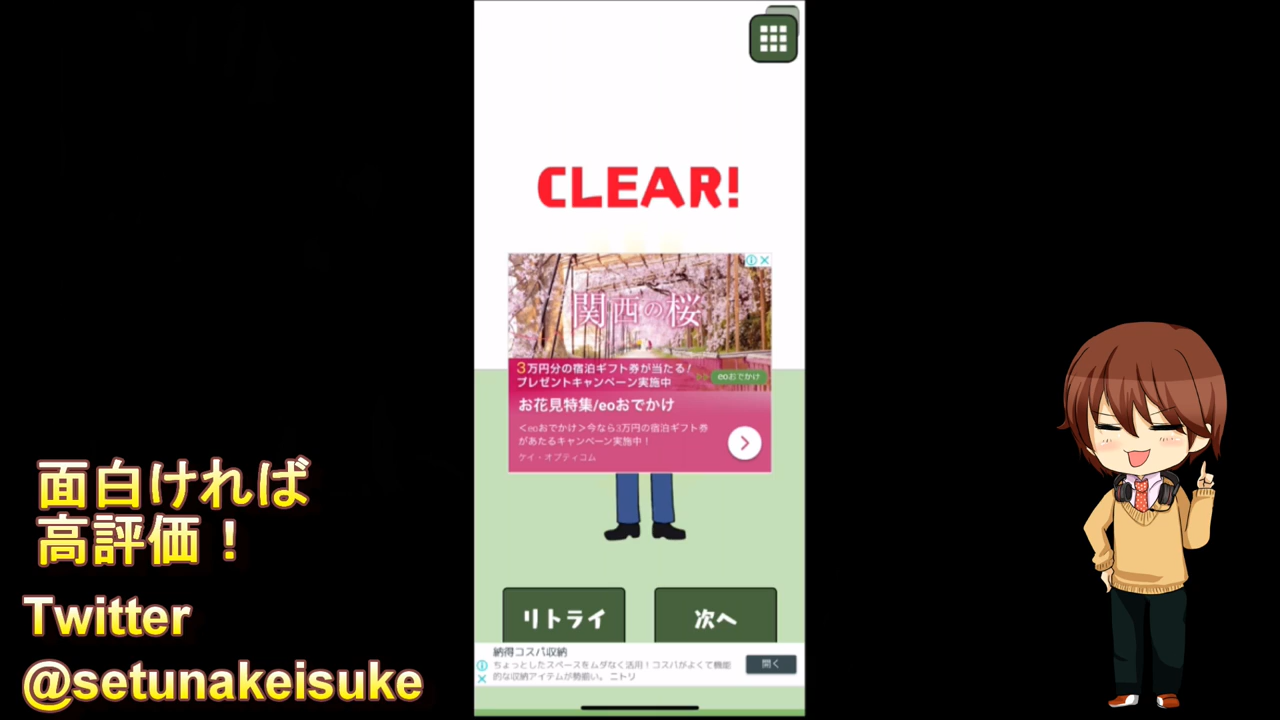 CLEAR!
関西の桜
3万円分の宿泊ギフト券が当たる!
プレゼントキャンペーン実施中
eoおでかけ
お花見特集/eoおでかけ
＜eoおでかけ＞今なら3万円の宿泊ギフト券
があたるキャンペーン実施中！
ケイ・オプティコム
面白ければ
高評価！
Twitter
@setunakeisuke
リトライ
次へ
納得コスパ収納
ちょっとしたスペースをムダなく活用！コスパがよくて機能
的な収納アイテムが勢揃い。ニトリ
開く